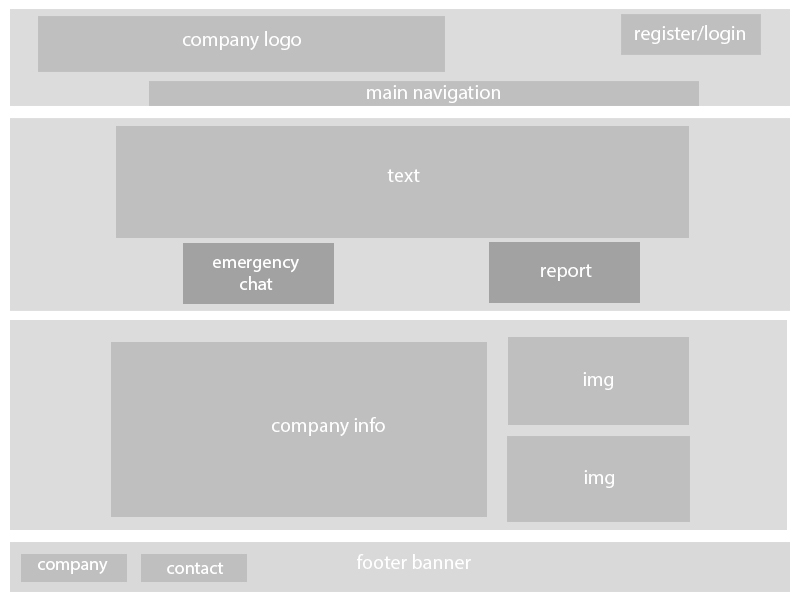 company logo
register/login
main navigation
text
emergency
chat
report
company info
img
img
company
contact
footer banner